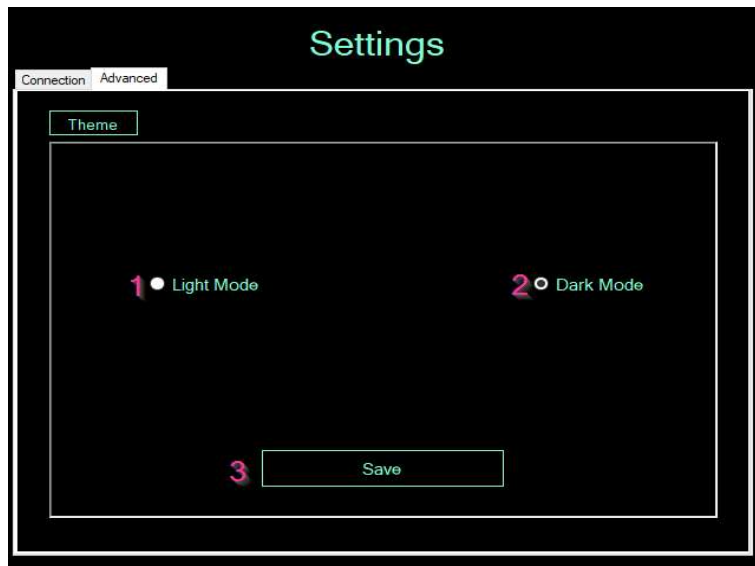 Settings
Connection Advanced
Theme
1 Light Mode 2 Dark Mode
3 Save